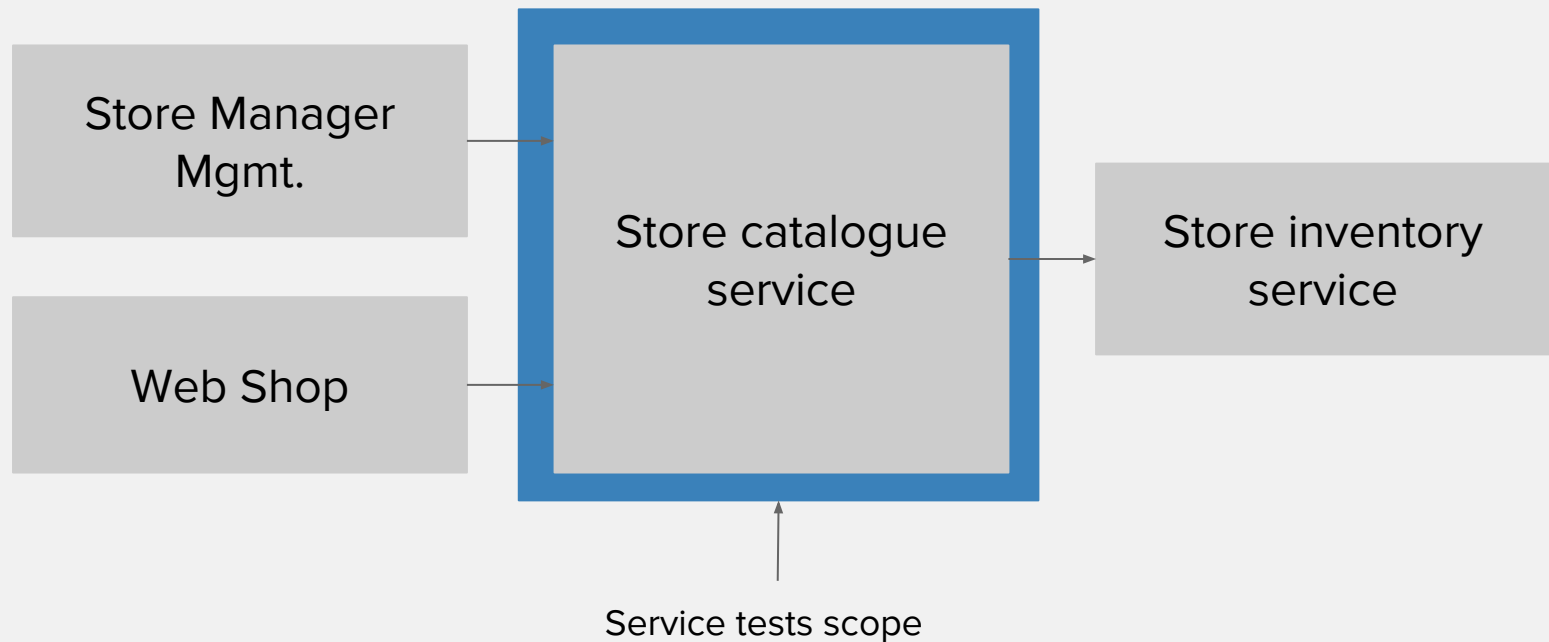 Store Manager
Mgmt.
Web Shop
Store catalogue
service
Store inventory
service
Service tests scope